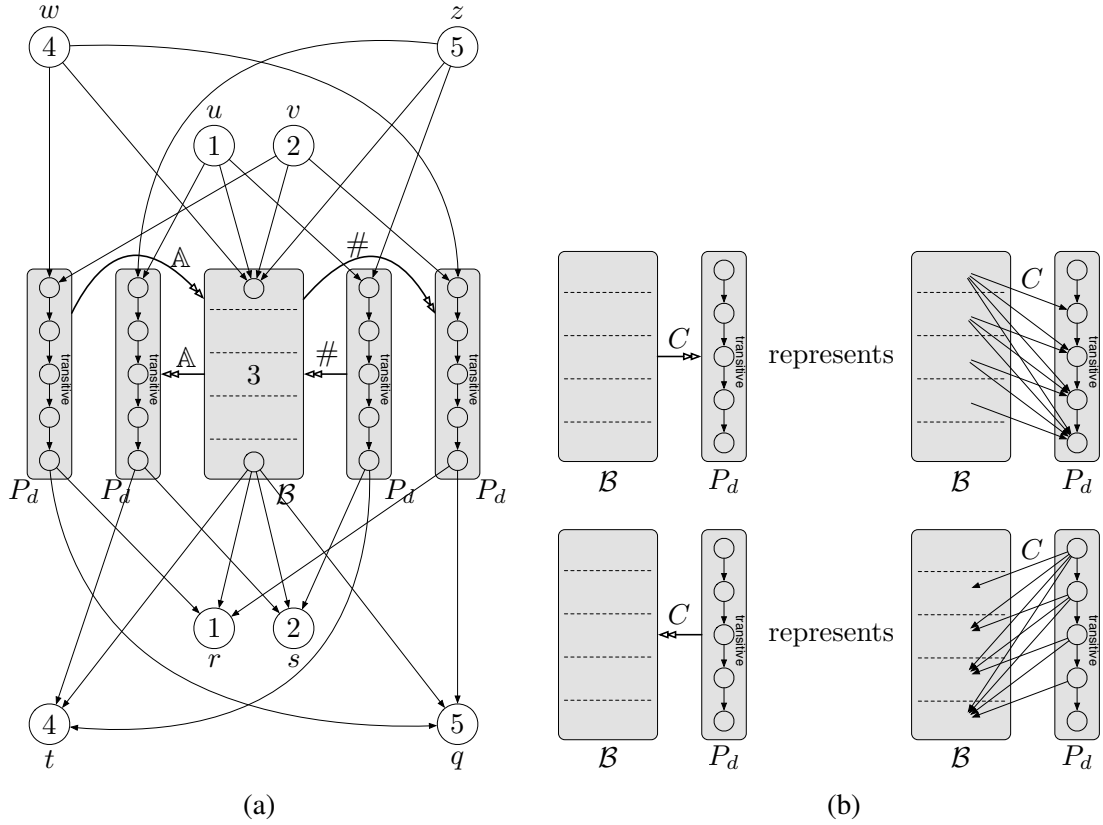 w z
4 5
u v
1 2
𝔸 #
transitive transitive 𝔸 3 # transitive transitive
P_d P_d ℬ P_d P_d
1 2
r s
4 5
t q
(a)
C transitive represents C transitive
ℬ P_d ℬ P_d
C transitive represents C transitive
ℬ P_d ℬ P_d
(b)